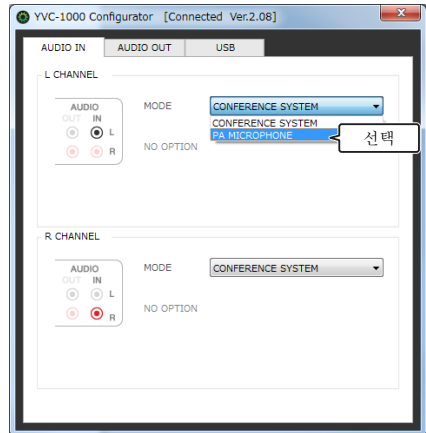 YVC-1000 Configurator [Connected Ver.2.08]
AUDIO IN AUDIO OUT USB
L CHANNEL
AUDIO
OUT IN
L
R
MODE CONFERENCE SYSTEM
CONFERENCE SYSTEM
PA MICROPHONE
선택
NO OPTION
R CHANNEL
AUDIO
OUT IN
L
R
MODE CONFERENCE SYSTEM
NO OPTION